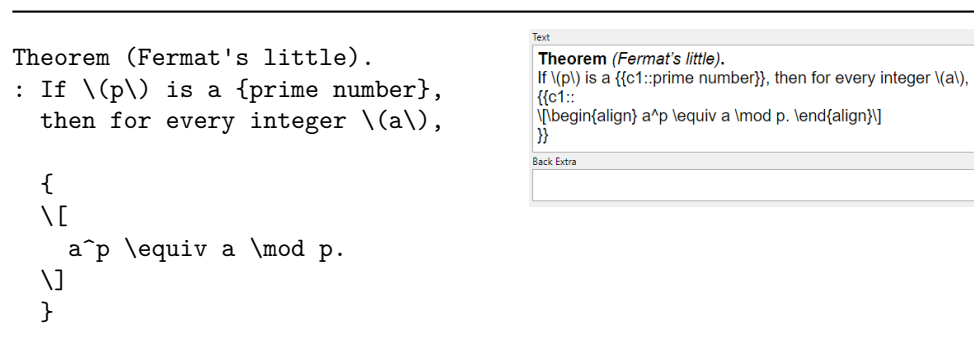 Theorem (Fermat's little).
: If \(p\) is a {prime number},
then for every integer \(a\),
{
\[
a^p \equiv a \mod p.
\]
}
Text
Theorem (Fermat's little).
If \(p\) is a {{c1::prime number}}, then for every integer \(a\),
{{c1::
\[\begin{align} a^p \equiv a \mod p. \end{align}\]
}}
Back Extra